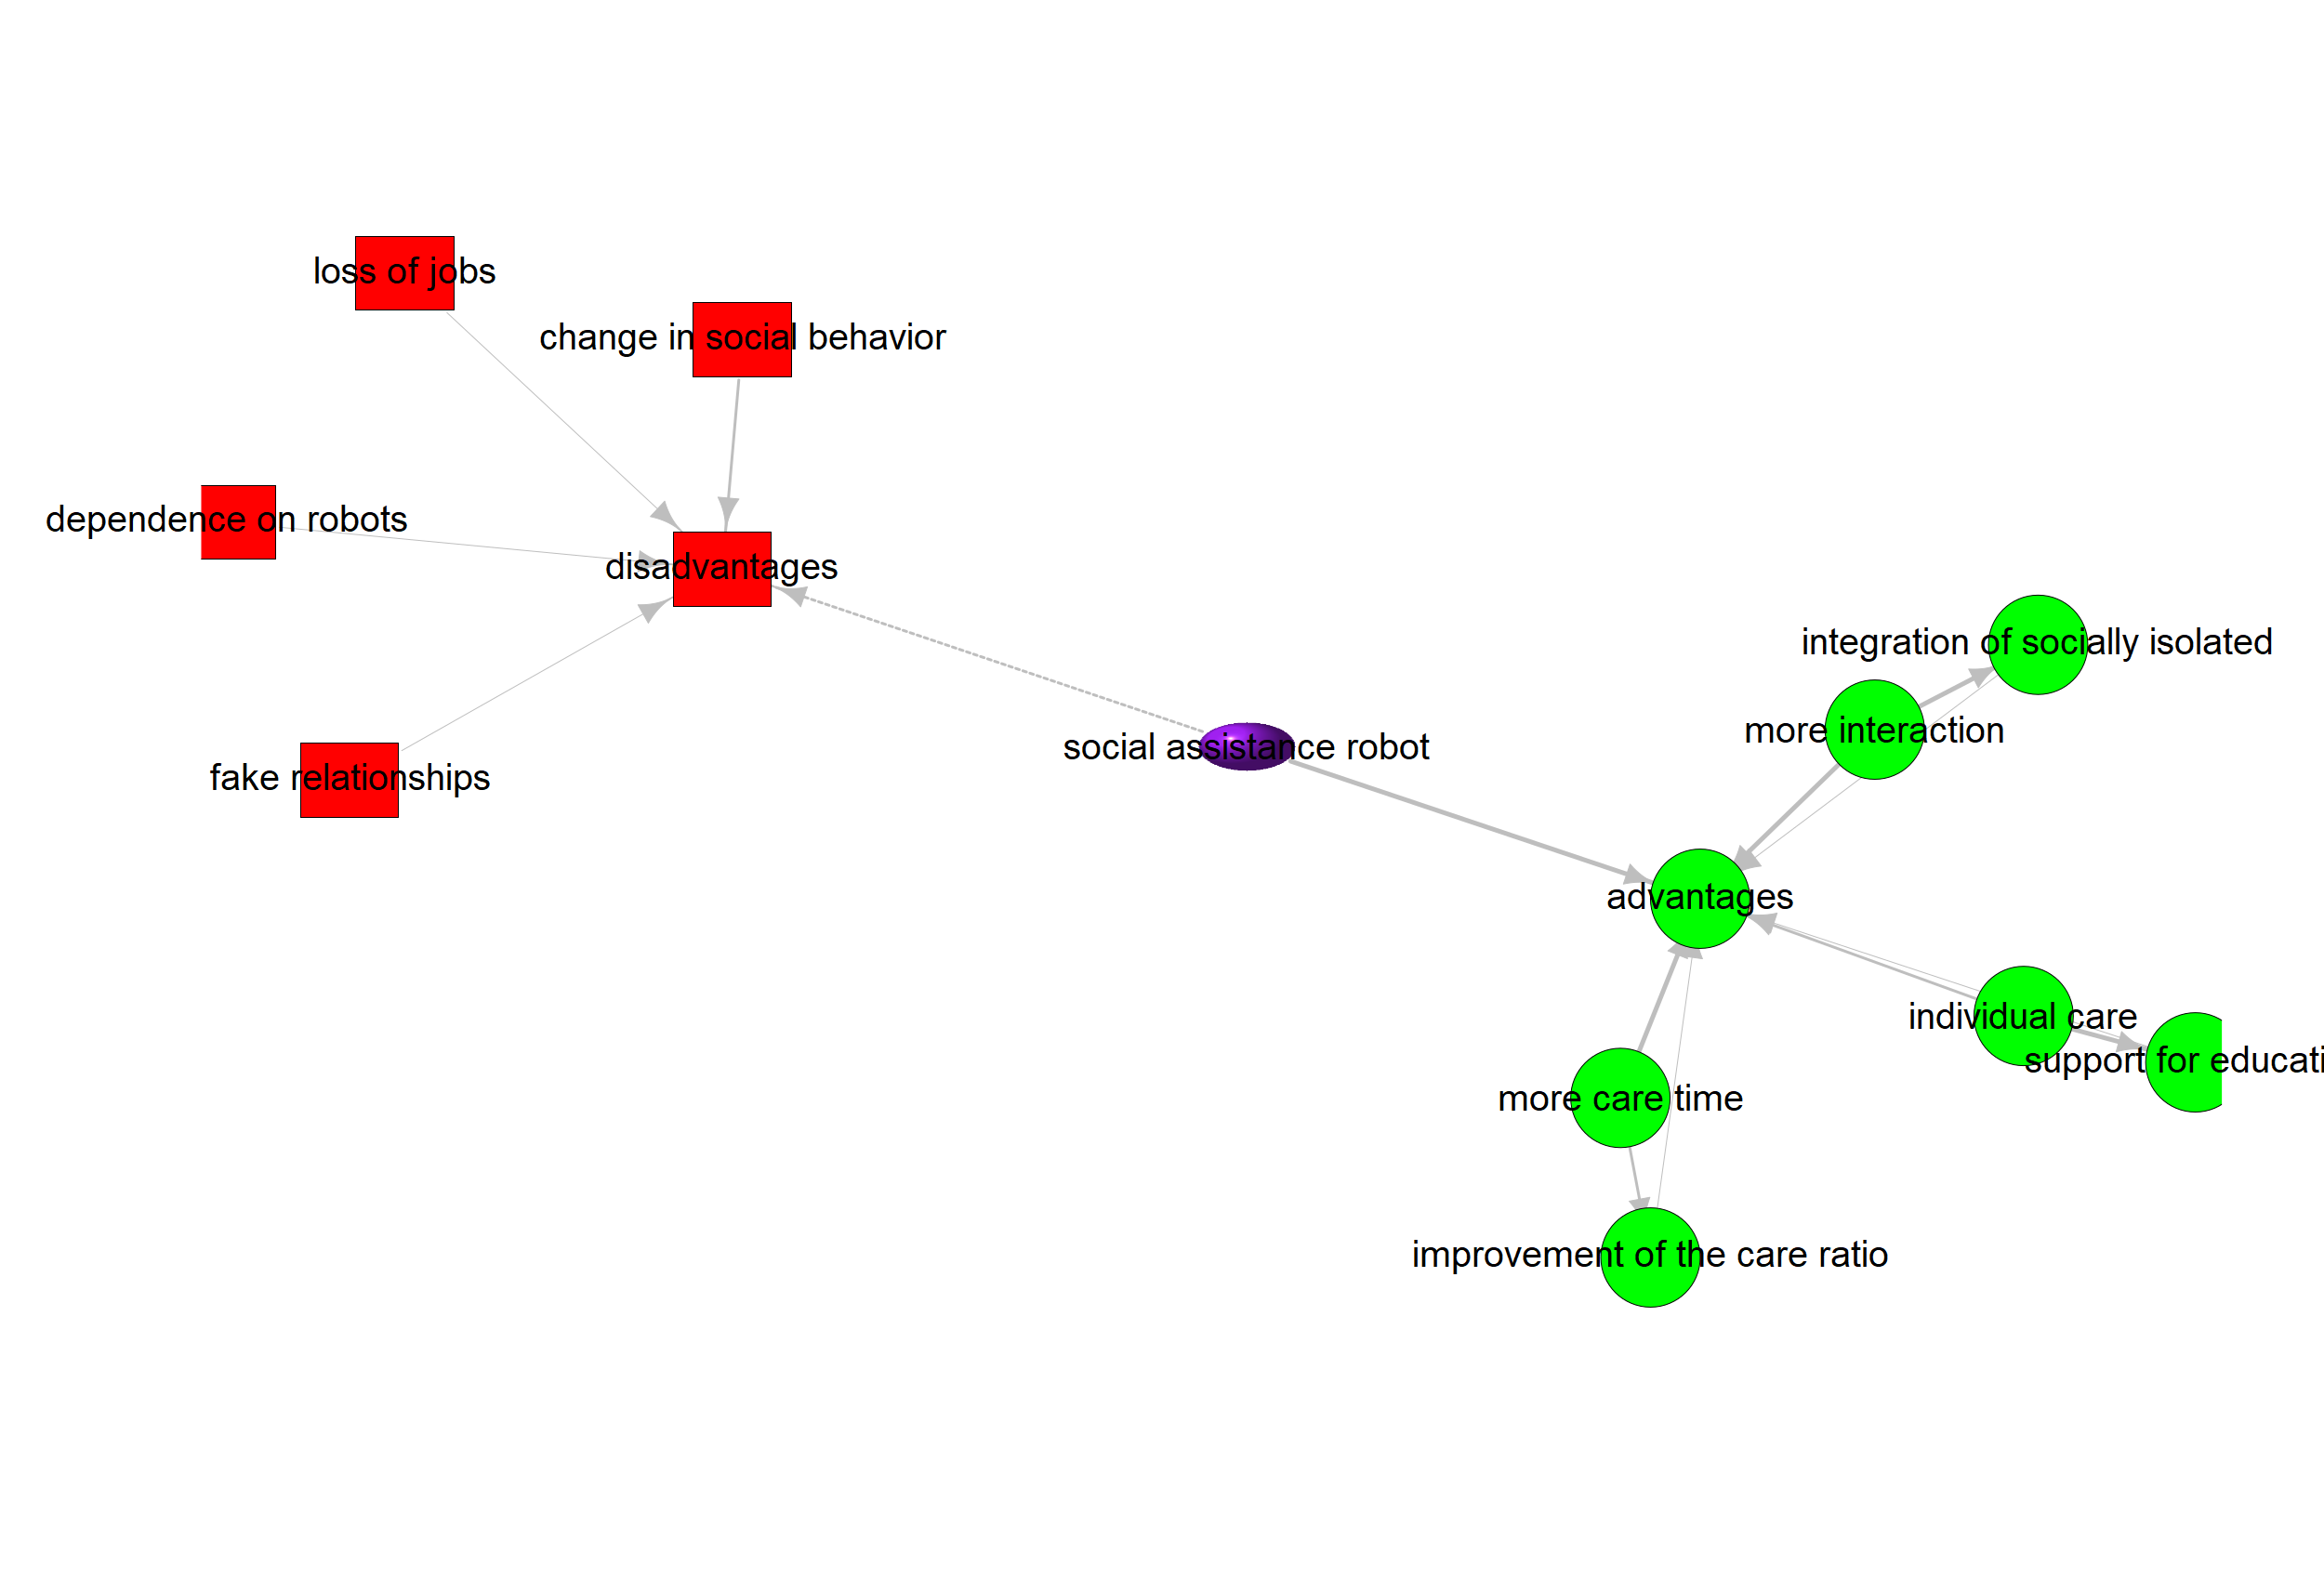 loss of jobs
change in social behavior
dependence on robots
disadvantages
fake relationships
social assistance robot
integration of socially isolated
more interaction
advantages
individual care
support for educati
more care time
improvement of the care ratio